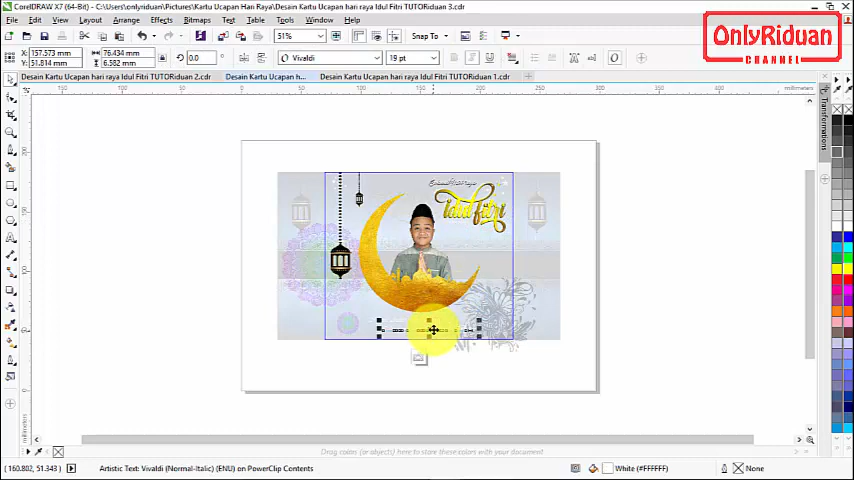 CorelDRAW X7 (64-Bit) - C:\Users\onlyriduan\Pictures\Kartu Ucapan Hari Raya\Desain Kartu Ucapan hari raya Idul Fitri TUTORiduan 3.cdr
File Edit View Layout Arrange Effects Bitmaps Text Table Tools Window Help
51% Snap To
X: 157.573 mm 76.434 mm 0.0 Vivaldi 19 pt
Y: 51.814 mm 6.582 mm
OnlyRiduan
CHANNEL
Desain Kartu Ucapan hari raya Idul Fitri TUTORiduan 2.cdr Desain Kartu Ucapan h... Desain Kartu Ucapan hari raya Idul Fitri TUTORiduan 1.cdr
millimeters
Transformations
idul fitri
millimeters
Drag colors (or objects) here to store these colors with your document
(160.802, 51.343) Artistic Text: Vivaldi (Normal-Italic) (ENU) on PowerClip Contents White (#FFFFFF) None